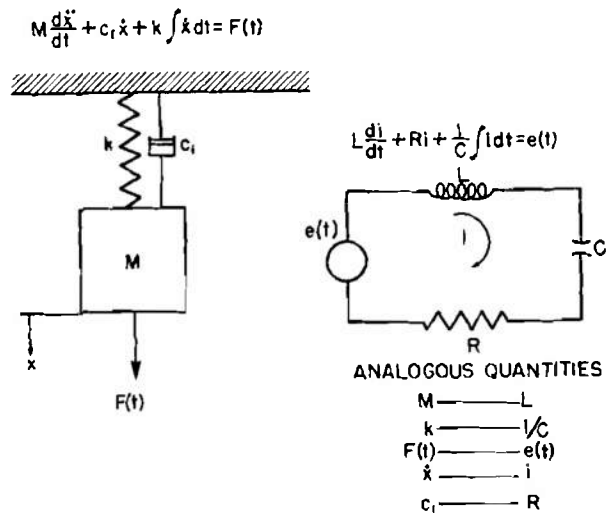 M dẍ/dt + c₁ẋ + k∫ẋdt = F(t)
k
c₁
M
x
F(t)
L di/dt + Ri + 1/C ∫idt = e(t)
L
e(t)
I
C
R
ANALOGOUS QUANTITIES
M — L
k — 1/C
F(t) — e(t)
ẋ — i
c₁ — R